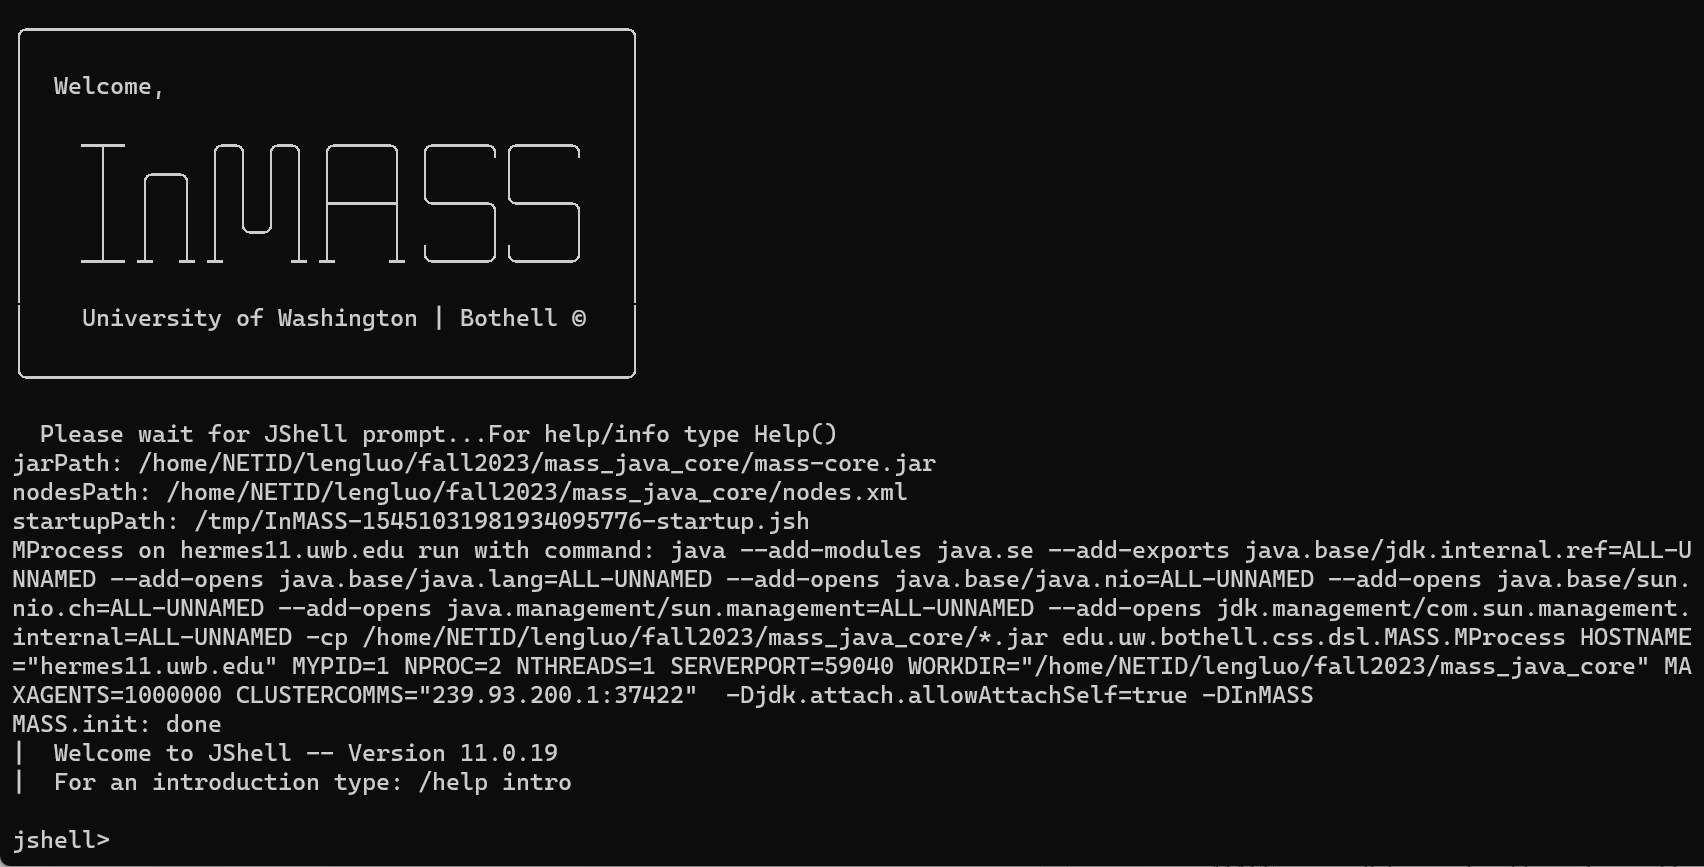 Welcome,
InMASS
University of Washington | Bothell ©
Please wait for JShell prompt...For help/info type Help()
jarPath: /home/NETID/lengluo/fall2023/mass_java_core/mass-core.jar
nodesPath: /home/NETID/lengluo/fall2023/mass_java_core/nodes.xml
startupPath: /tmp/InMASS-15451031981934095776-startup.jsh
MProcess on hermes11.uwb.edu run with command: java --add-modules java.se --add-exports java.base/jdk.internal.ref=ALL-U
NNAMED --add-opens java.base/java.lang=ALL-UNNAMED --add-opens java.base/java.nio=ALL-UNNAMED --add-opens java.base/sun.
nio.ch=ALL-UNNAMED --add-opens java.management/sun.management=ALL-UNNAMED --add-opens jdk.management/com.sun.management.
internal=ALL-UNNAMED -cp /home/NETID/lengluo/fall2023/mass_java_core/*.jar edu.uw.bothell.css.dsl.MASS.MProcess HOSTNAME
="hermes11.uwb.edu" MYPID=1 NPROC=2 NTHREADS=1 SERVERPORT=59040 WORKDIR="/home/NETID/lengluo/fall2023/mass_java_core" MA
XAGENTS=1000000 CLUSTERCOMMS="239.93.200.1:37422"  -Djdk.attach.allowAttachSelf=true -DInMASS
MASS.init: done
|  Welcome to JShell -- Version 11.0.19
|  For an introduction type: /help intro
jshell>